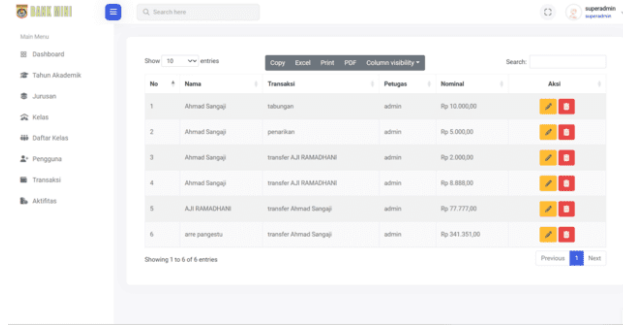 BANK MINI
Search here
superadmin
superadmin
Main Menu
Dashboard
Tahun Akademik
Jurusan
Kelas
Daftar Kelas
Pengguna
Transaksi
Aktifitas
Show 10 entries
Copy Excel Print PDF Column visibility
Search:
No Nama Transaksi Petugas Nominal Aksi
1 Ahmad Sangaji tabungan admin Rp 10.000,00
2 Ahmad Sangaji penarikan admin Rp 5.000,00
3 Ahmad Sangaji transfer AJI RAMADHANI admin Rp 2.000,00
4 Ahmad Sangaji transfer AJI RAMADHANI admin Rp 8.888,00
5 AJI RAMADHANI transfer Ahmad Sangaji admin Rp 77.777,00
6 arre pangestu transfer Ahmad Sangaji admin Rp 341.351,00
Showing 1 to 6 of 6 entries
Previous 1 Next